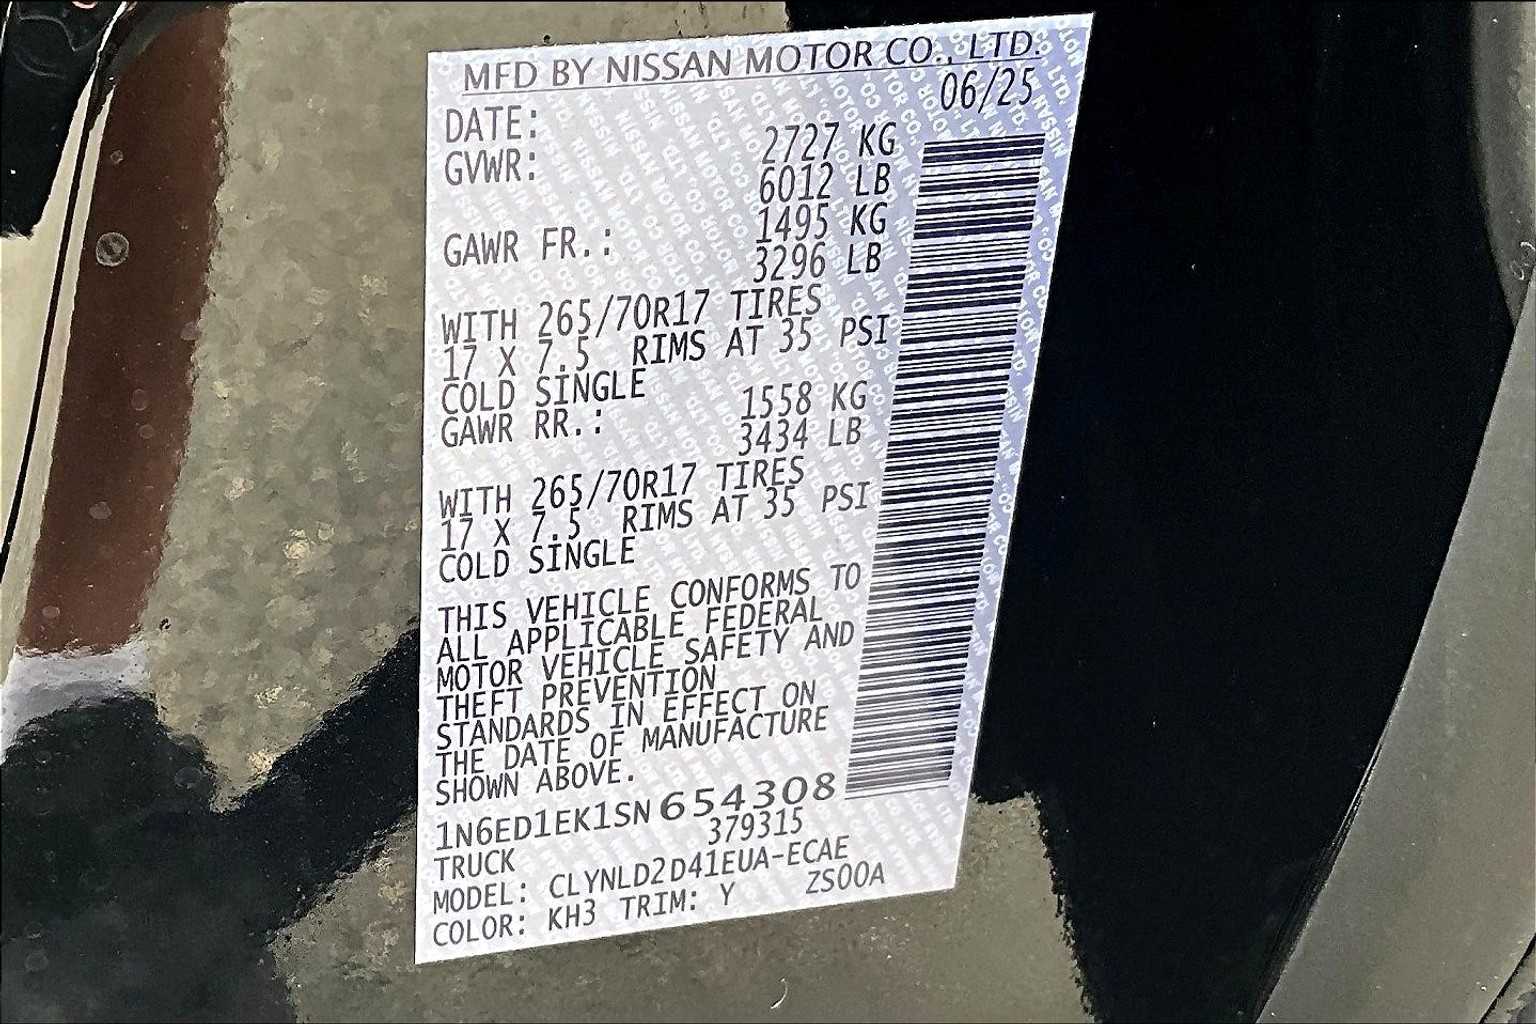 MFD BY NISSAN MOTOR CO., LTD.
DATE: 06/25
GVWR: 2727 KG
6012 LB
GAWR FR.: 1495 KG
3296 LB
WITH 265/70R17 TIRES
17 X 7.5 RIMS AT 35 PSI
COLD SINGLE
GAWR RR.: 1558 KG
3434 LB
WITH 265/70R17 TIRES
17 X 7.5 RIMS AT 35 PSI
COLD SINGLE
THIS VEHICLE CONFORMS TO
ALL APPLICABLE FEDERAL
MOTOR VEHICLE SAFETY AND
THEFT PREVENTION
STANDARDS IN EFFECT ON
THE DATE OF MANUFACTURE
SHOWN ABOVE.
1N6ED1EK1SN654308
379315
TRUCK
MODEL: CLYNLD2D41EUA-ECAE
COLOR: KH3 TRIM: Y ZS00A